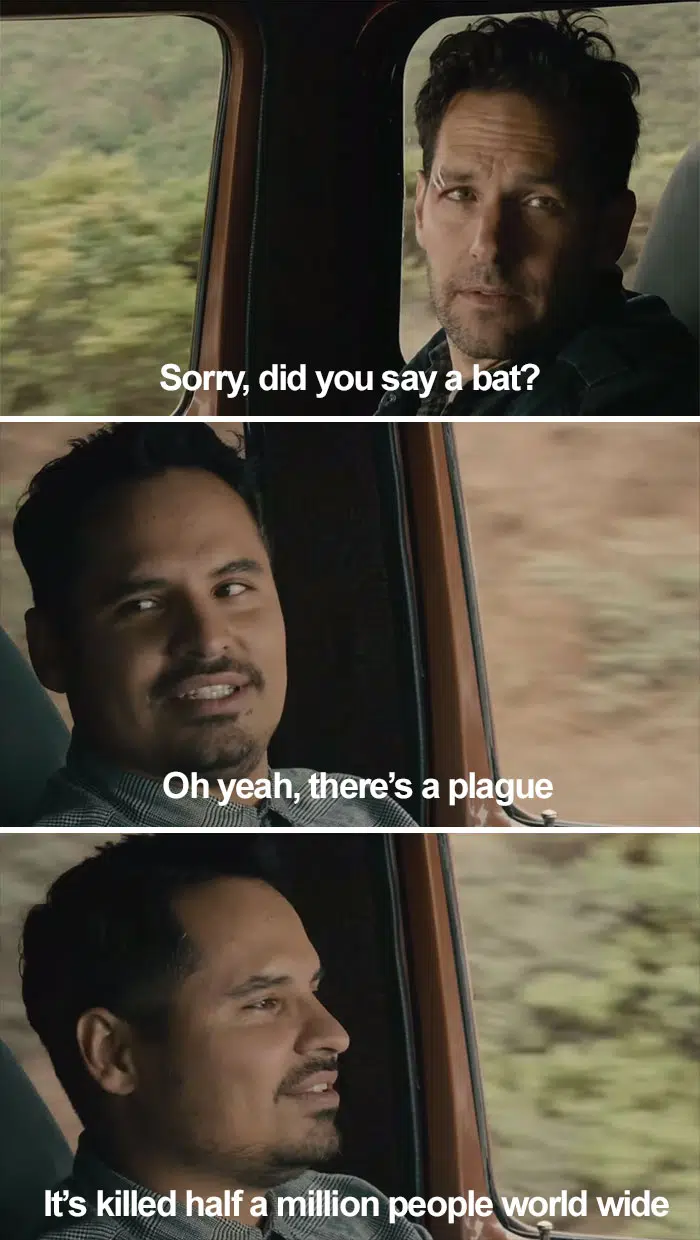 Sorry, did you say a bat?
Oh yeah, there's a plague
It's killed half a million people world wide